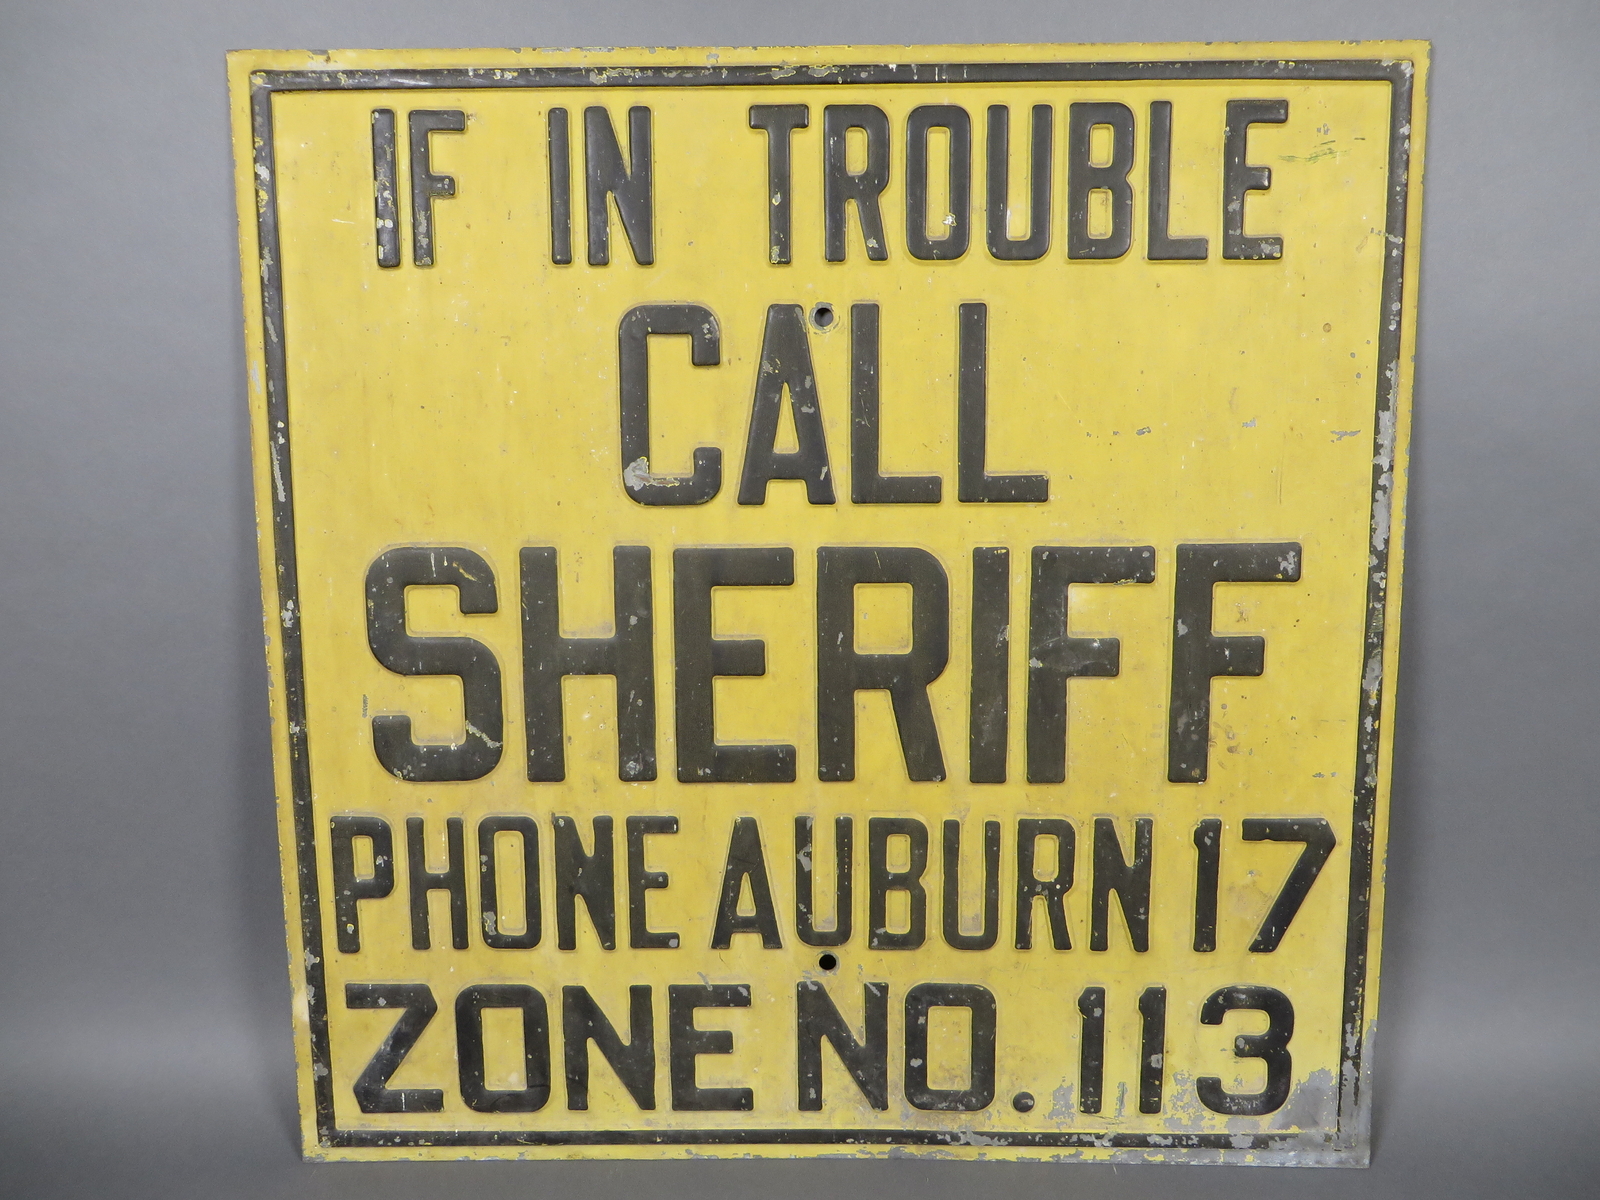 IF IN TROUBLE
CALL
SHERIFF
PHONE AUBURN 17
ZONE NO. 113